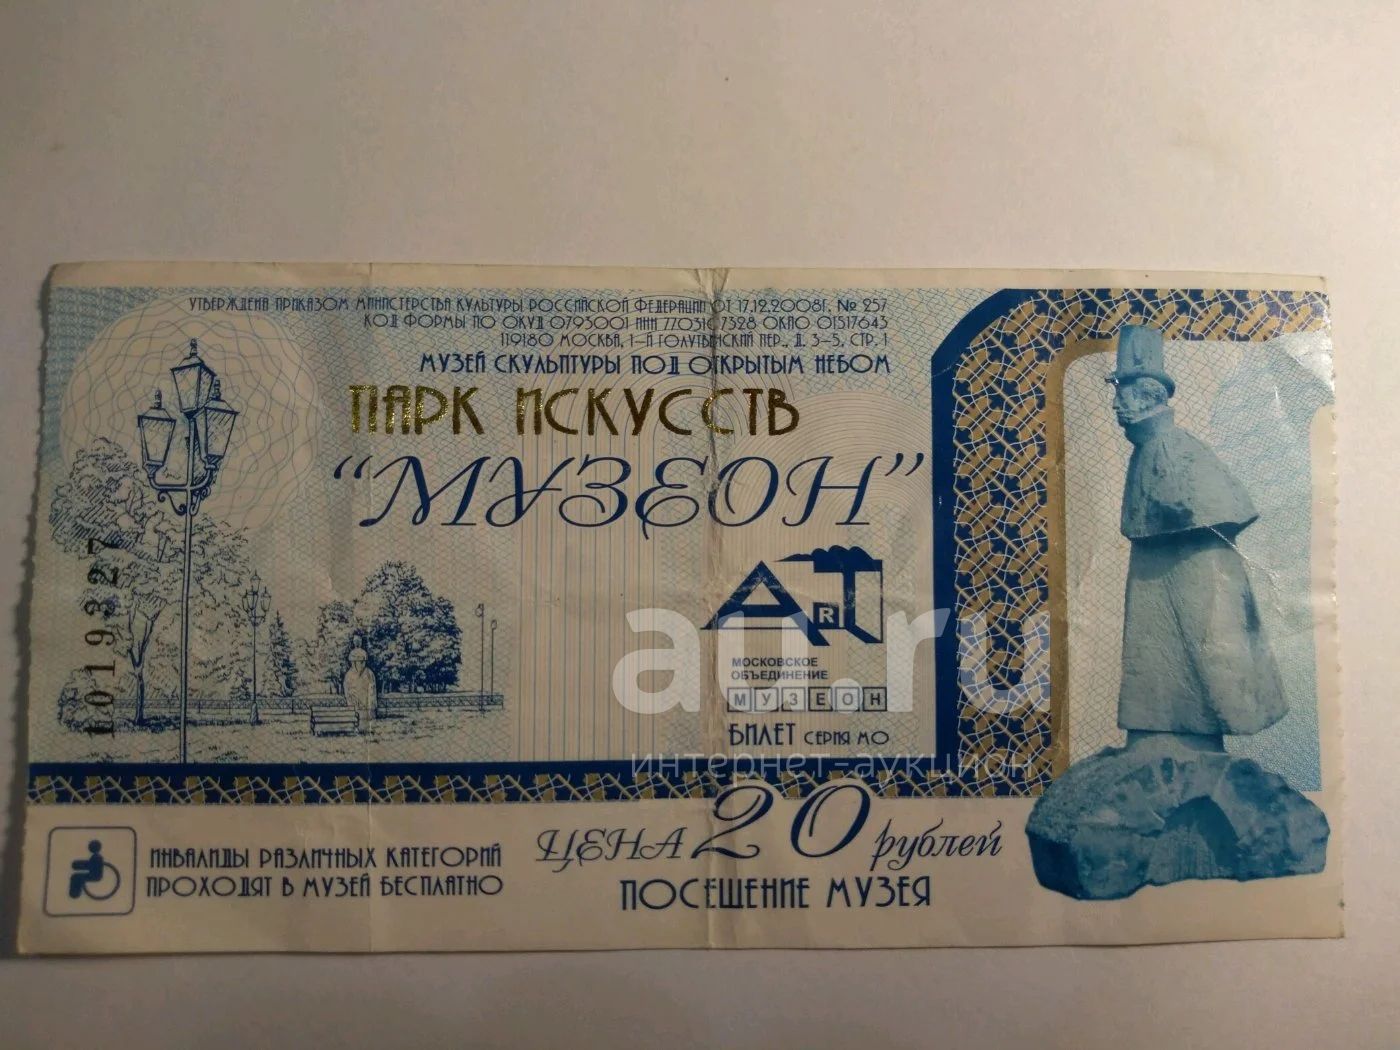 УТВЕРЖДЕНА ПРИКАЗОМ МИНИСТЕРСТВА КУЛЬТУРЫ РОССИЙСКОЙ ФЕДЕРАЦИИ ОТ 17.12.2008Г. № 257
КОД ФОРМЫ ПО ОКУД 0793001 ИНН 7703107328 ОКПО 01517643
119180 МОСКВА, 1-Й ГОЛУТВИНСКИЙ ПЕР., Д. 3-5, СТР. 1
МУЗЕЙ СКУЛЬПТУРЫ ПОД ОТКРЫТЫМ НЕБОМ
ПАРК ИСКУССТВ
“МУЗЕОН”
1019327
ART
МОСКОВСКОЕ
ОБЪЕДИНЕНИЕ
МУЗЕОН
БИЛЕТ СЕРИЯ МО
au.ru
интернет-аукцион
ИНВАЛИДЫ РАЗЛИЧНЫХ КАТЕГОРИЙ
ПРОХОДЯТ В МУЗЕЙ БЕСПЛАТНО
ЦЕНА 20 рублей
ПОСЕЩЕНИЕ МУЗЕЯ